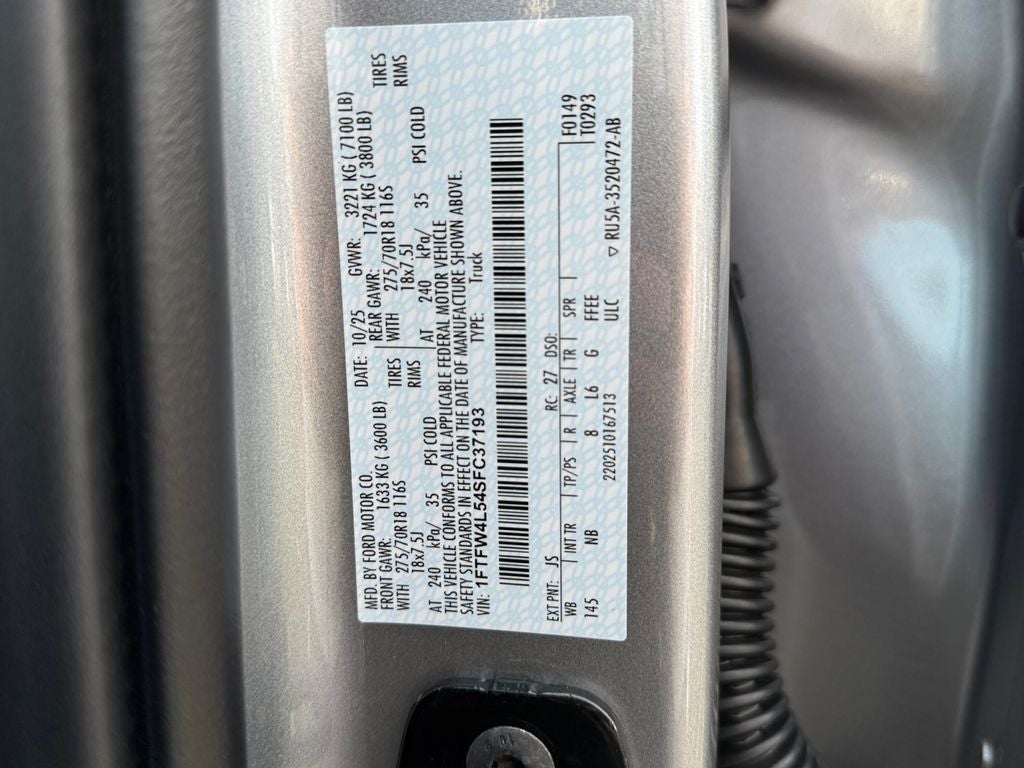 MFD. BY FORD MOTOR CO.
DATE: 10/25 GVWR: 3221 KG ( 7100 LB)
FRONT GAWR: 1633 KG ( 3600 LB)
REAR GAWR: 1724 KG ( 3800 LB)
WITH 275/70R18 116S TIRES
WITH 275/70R18 116S TIRES
18x7.5J RIMS
18x7.5J RIMS
AT 240 kPa/ 35 PSI COLD
AT 240 kPa/ 35 PSI COLD
THIS VEHICLE CONFORMS TO ALL APPLICABLE FEDERAL MOTOR VEHICLE
SAFETY STANDARDS IN EFFECT ON THE DATE OF MANUFACTURE SHOWN ABOVE.
VIN: 1FTFW4L54SFC37193 TYPE: Truck
EXT PNT: JS RC: 27 DSO: F0149
WB INT TR TP/PS R AXLE TR SPR T0293
145 NB 8 L6 G FFEE
2202510167513 ULC ▽ RU5A-3520472-AB